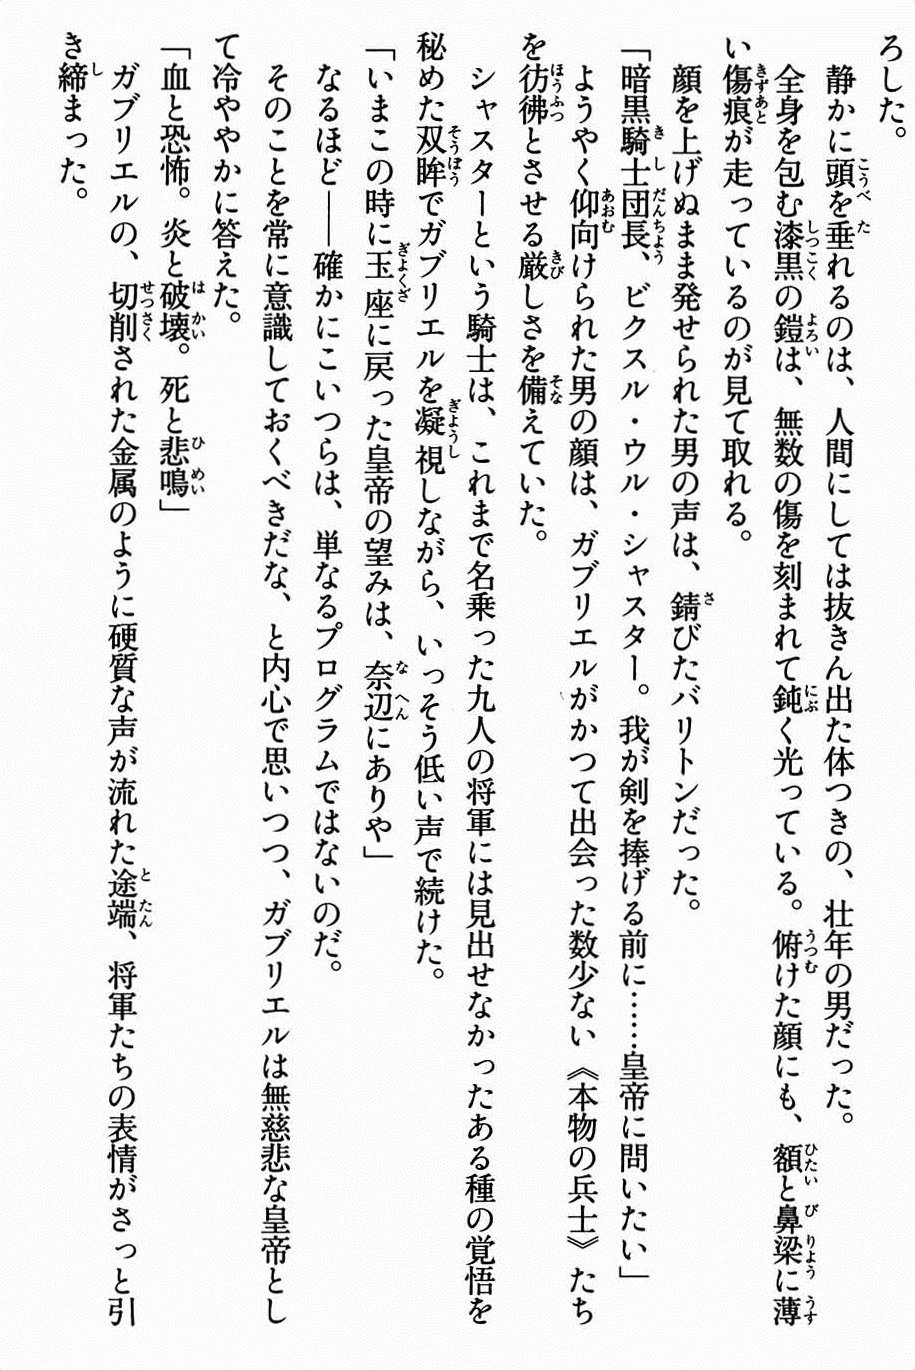 ろした。
静かに頭を垂れるのは、人間にしては抜きん出た体つきの、壮年の男だった。
全身を包む漆黒の鎧は、無数の傷を刻まれて鈍く光っている。俯けた顔にも、額と鼻梁に薄
い傷痕が走っているのが見て取れる。
顔を上げぬまま発せられた男の声は、錆びたバリトンだった。
「暗黒騎士団長、ビクスル・ウル・シャスター。我が剣を捧げる前に……皇帝に問いたい」
ようやく仰向けられた男の顔は、ガブリエルがかつて出会った数少ない《本物の兵士》たち
を彷彿とさせる厳しさを備えていた。
シャスターという騎士は、これまで名乗った九人の将軍には見出せなかったある種の覚悟を
秘めた双眸でガブリエルを凝視しながら、いっそう低い声で続けた。
「いまこの時に玉座に戻った皇帝の望みは、奈辺にありや」
なるほど――確かにこいつらは、単なるプログラムではないのだ。
そのことを常に意識しておくべきだな、と内心で思いつつ、ガブリエルは無慈悲な皇帝とし
て冷ややかに答えた。
「血と恐怖。炎と破壊。死と悲鳴」
ガブリエルの、切削された金属のように硬質な声が流れた途端、将軍たちの表情がさっと引
き締まった。